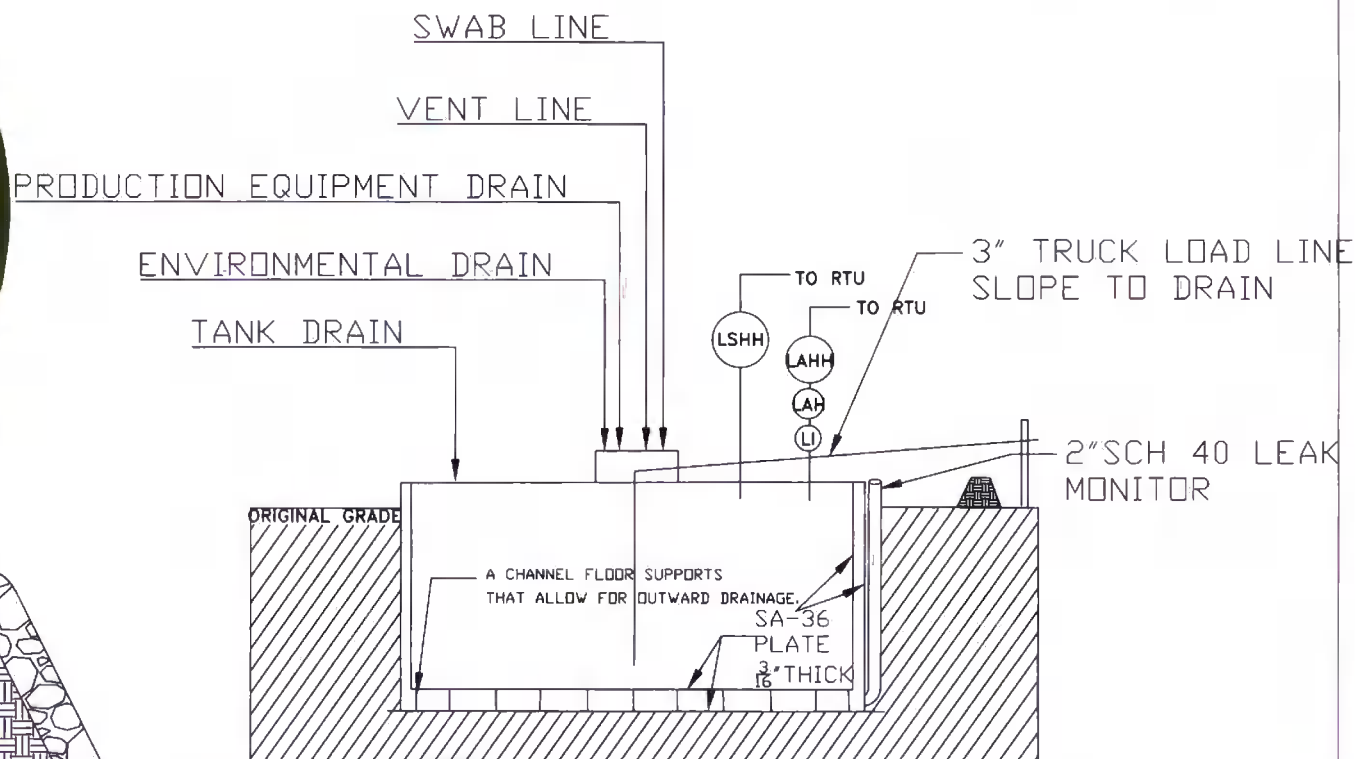 SWAB LINE
VENT LINE
PRODUCTION EQUIPMENT DRAIN
ENVIRONMENTAL DRAIN
TANK DRAIN
TO RTU
TO RTU
LSHH
LAHH
LAH
LI
3" TRUCK LOAD LINE
SLOPE TO DRAIN
2"SCH 40 LEAK
MONITOR
ORIGINAL GRADE
A CHANNEL FLOOR SUPPORTS
THAT ALLOW FOR OUTWARD DRAINAGE.
SA-36
PLATE
3/16"THICK